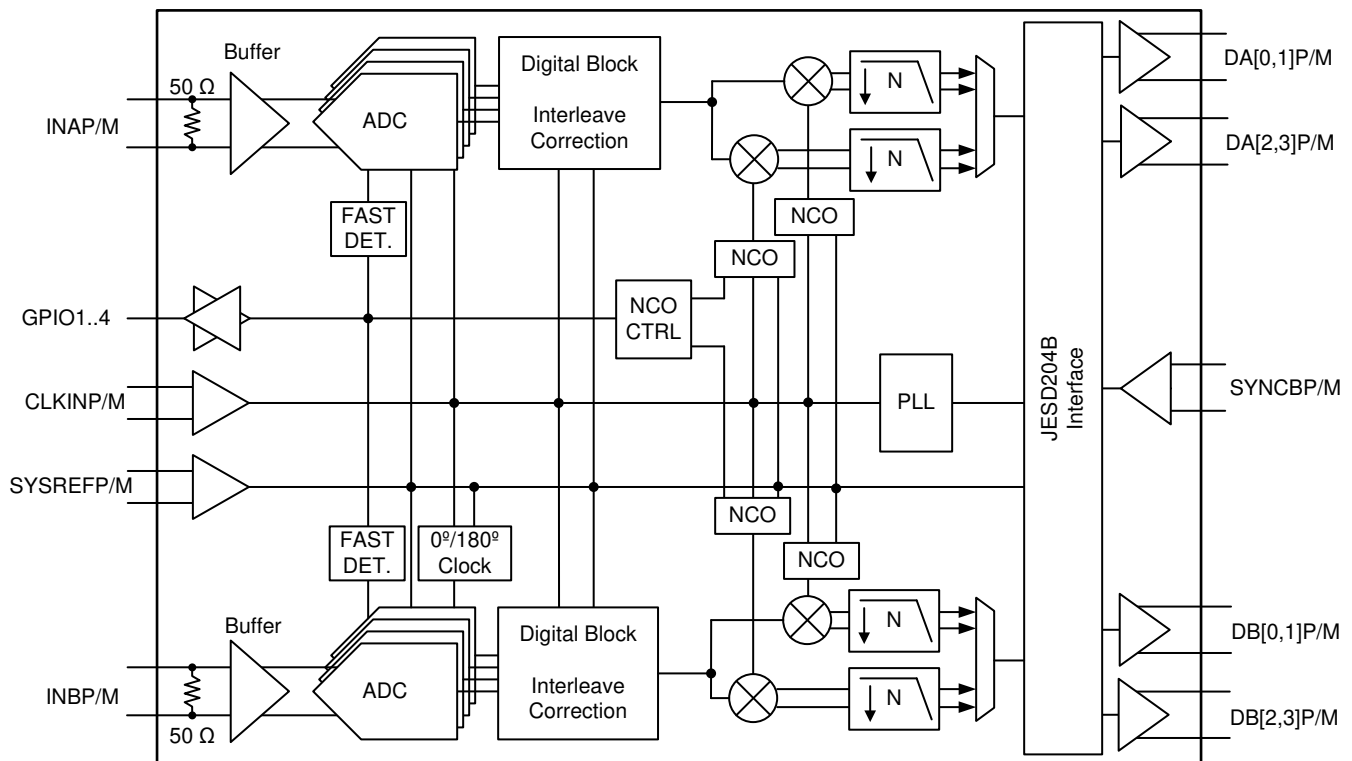 Buffer
50 Ω
INAP/M
ADC
Digital Block
Interleave
Correction
N
N
DA[0,1]P/M
DA[2,3]P/M
FAST
DET.
NCO
NCO
GPIO1..4
NCO
CTRL
CLKINP/M
PLL
JESD204B
Interface
SYNCBP/M
SYSREFP/M
NCO
FAST
DET.
0º/180º
Clock
NCO
Buffer
INBP/M
50 Ω
ADC
Digital Block
Interleave
Correction
N
N
DB[0,1]P/M
DB[2,3]P/M